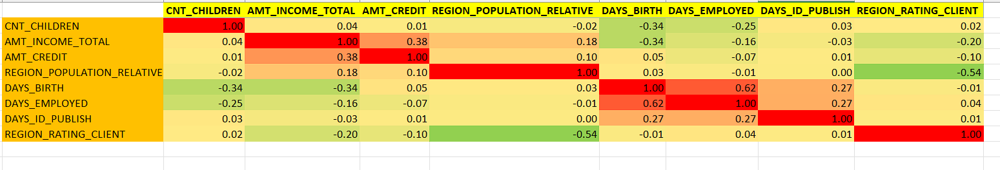 CNT_CHILDREN AMT_INCOME_TOTAL AMT_CREDIT REGION_POPULATION_RELATIVE DAYS_BIRTH DAYS_EMPLOYED DAYS_ID_PUBLISH REGION_RATING_CLIENT
CNT_CHILDREN 1.00 0.04 0.01 -0.02 -0.34 -0.25 0.03 0.02
AMT_INCOME_TOTAL 0.04 1.00 0.38 0.18 -0.34 -0.16 -0.03 -0.20
AMT_CREDIT 0.01 0.38 1.00 0.10 0.05 -0.07 0.01 -0.10
REGION_POPULATION_RELATIVE -0.02 0.18 0.10 1.00 0.03 -0.01 0.00 -0.54
DAYS_BIRTH -0.34 -0.34 0.05 0.03 1.00 0.62 0.27 -0.01
DAYS_EMPLOYED -0.25 -0.16 -0.07 -0.01 0.62 1.00 0.27 0.04
DAYS_ID_PUBLISH 0.03 -0.03 0.01 0.00 0.27 0.27 1.00 0.01
REGION_RATING_CLIENT 0.02 -0.20 -0.10 -0.54 -0.01 0.04 0.01 1.00